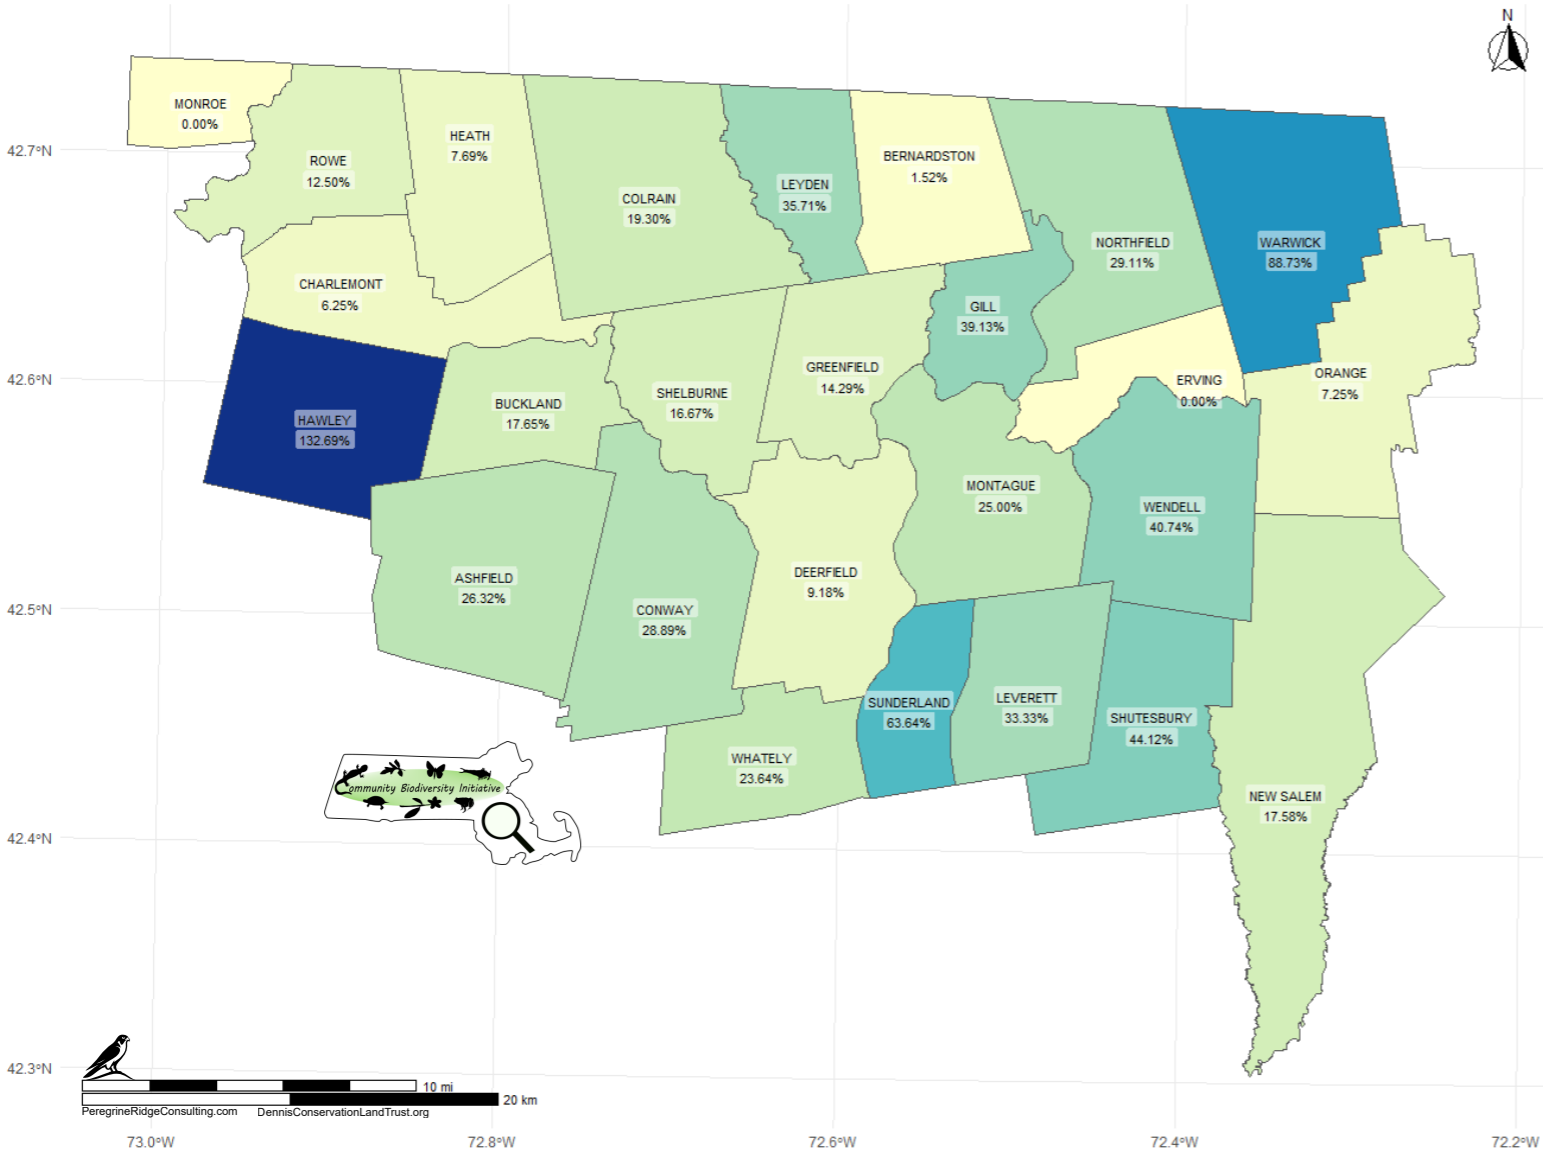 N
MONROE
0.00%
HEATH
7.69%
ROWE
12.50%
BERNARDSTON
1.52%
LEYDEN
35.71%
COLRAIN
19.30%
NORTHFIELD
29.11%
WARWICK
88.73%
CHARLEMONT
6.25%
GILL
39.13%
GREENFIELD
14.29%
ORANGE
7.25%
ERVING
0.00%
SHELBURNE
16.67%
BUCKLAND
17.65%
HAWLEY
132.69%
MONTAGUE
25.00%
WENDELL
40.74%
DEERFIELD
9.18%
ASHFIELD
26.32%
CONWAY
28.89%
LEVERETT
33.33%
SUNDERLAND
63.64%
SHUTESBURY
44.12%
WHATELY
23.64%
NEW SALEM
17.58%
Community Biodiversity Initiative
42.7°N
42.6°N
42.5°N
42.4°N
42.3°N
10 mi
20 km
PeregrineRidgeConsulting.com DennisConservationLandTrust.org
73.0°W 72.8°W 72.6°W 72.4°W 72.2°W